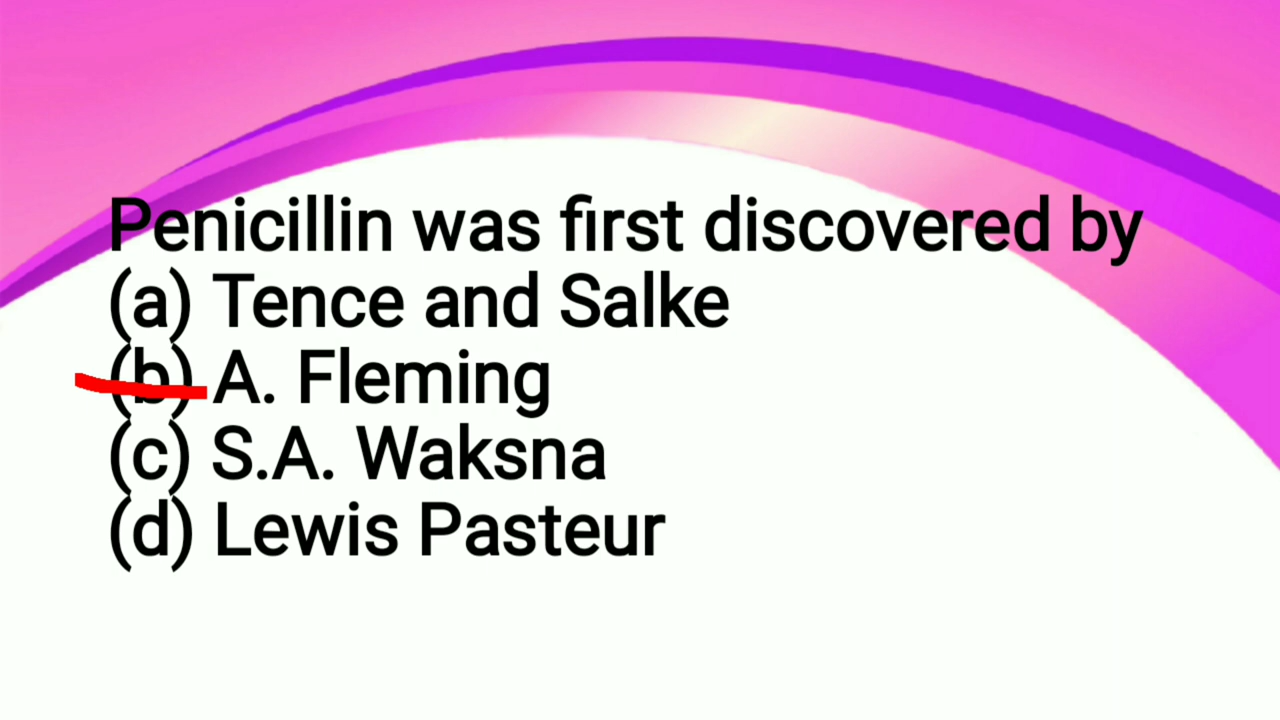 Penicillin was first discovered by
(a) Tence and Salke
(b) A. Fleming
(c) S.A. Waksna
(d) Lewis Pasteur